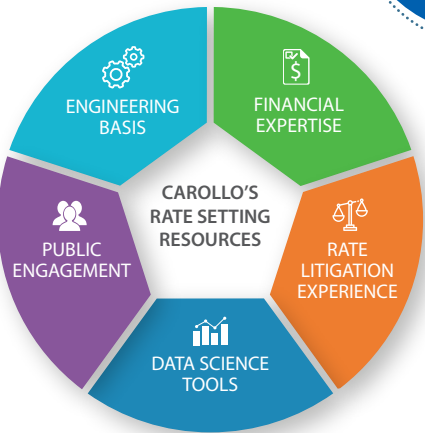 ENGINEERING
BASIS
FINANCIAL
EXPERTISE
CAROLLO'S
RATE SETTING
RESOURCES
PUBLIC
ENGAGEMENT
RATE
LITIGATION
EXPERIENCE
DATA SCIENCE
TOOLS